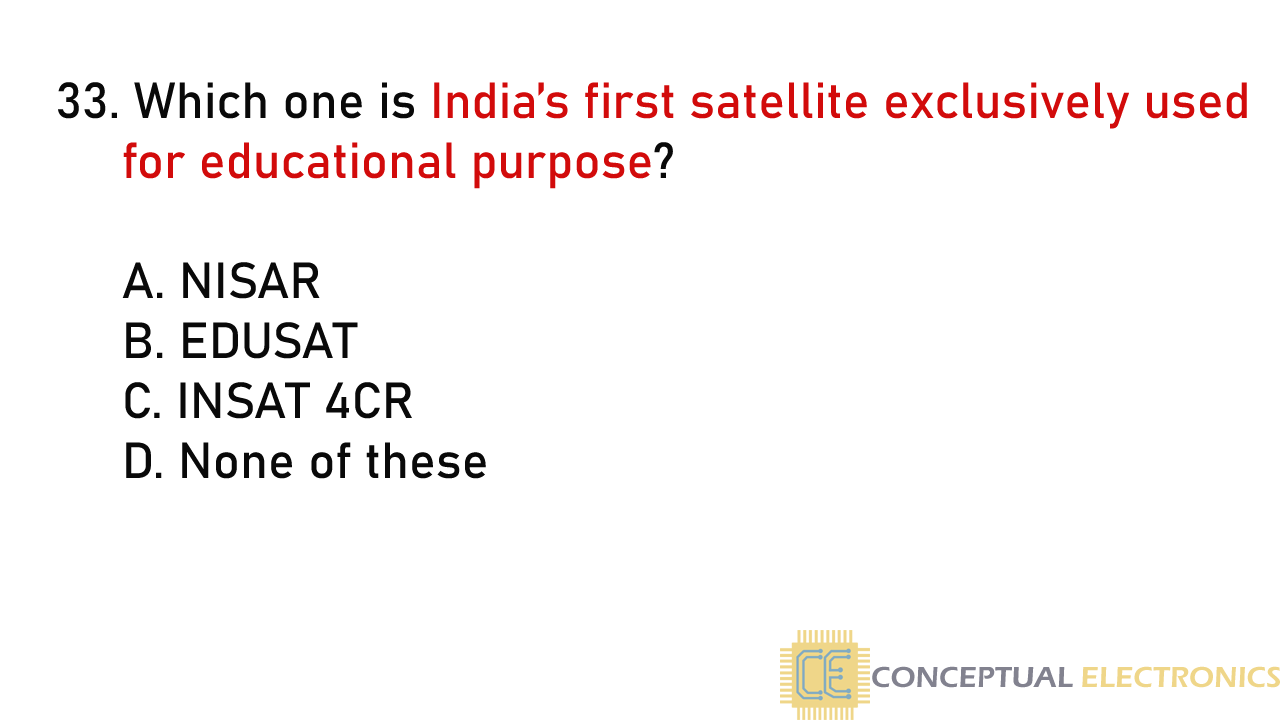 33. Which one is India’s first satellite exclusively used
for educational purpose?
A. NISAR
B. EDUSAT
C. INSAT 4CR
D. None of these
CE CONCEPTUAL ELECTRONICS